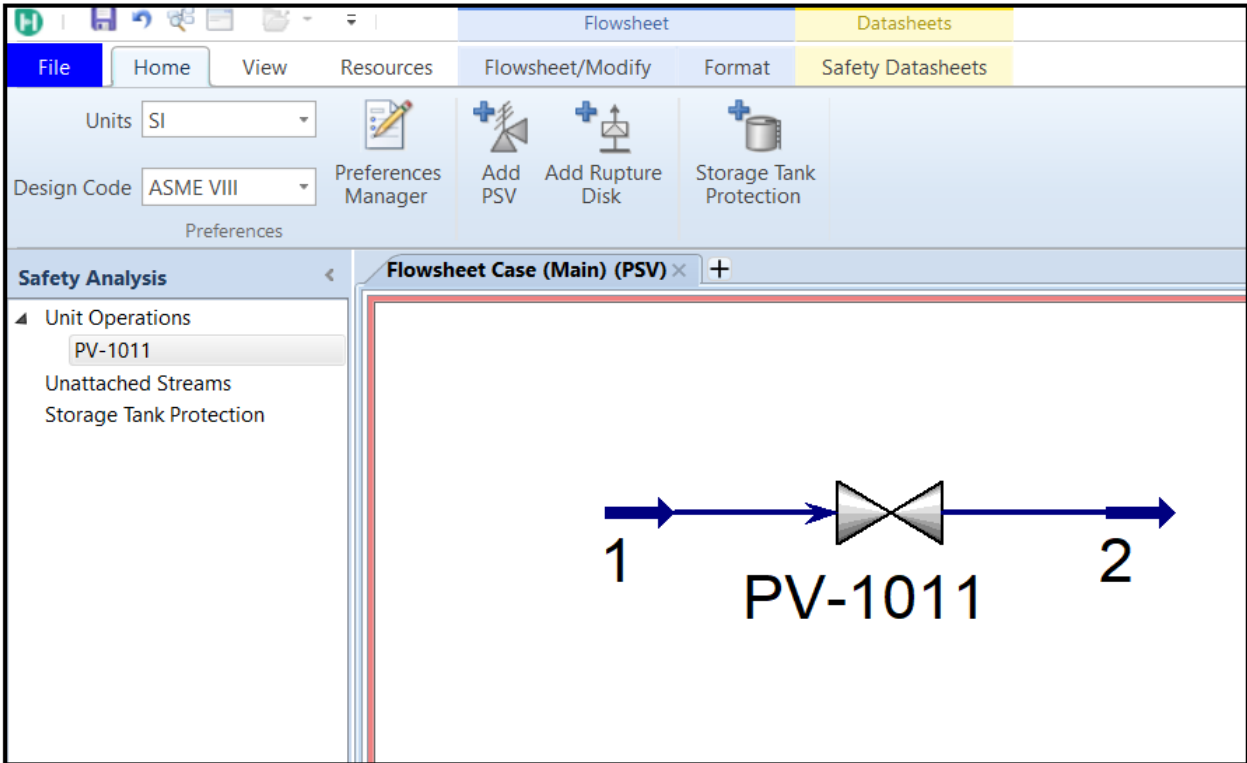 H
Flowsheet Datasheets
File Home View Resources Flowsheet/Modify Format Safety Datasheets
Units SI
Design Code ASME VIII
Preferences Manager
Add PSV
Add Rupture Disk
Storage Tank Protection
Preferences
Safety Analysis
Flowsheet Case (Main) (PSV)
Unit Operations
PV-1011
Unattached Streams
Storage Tank Protection
1
PV-1011
2